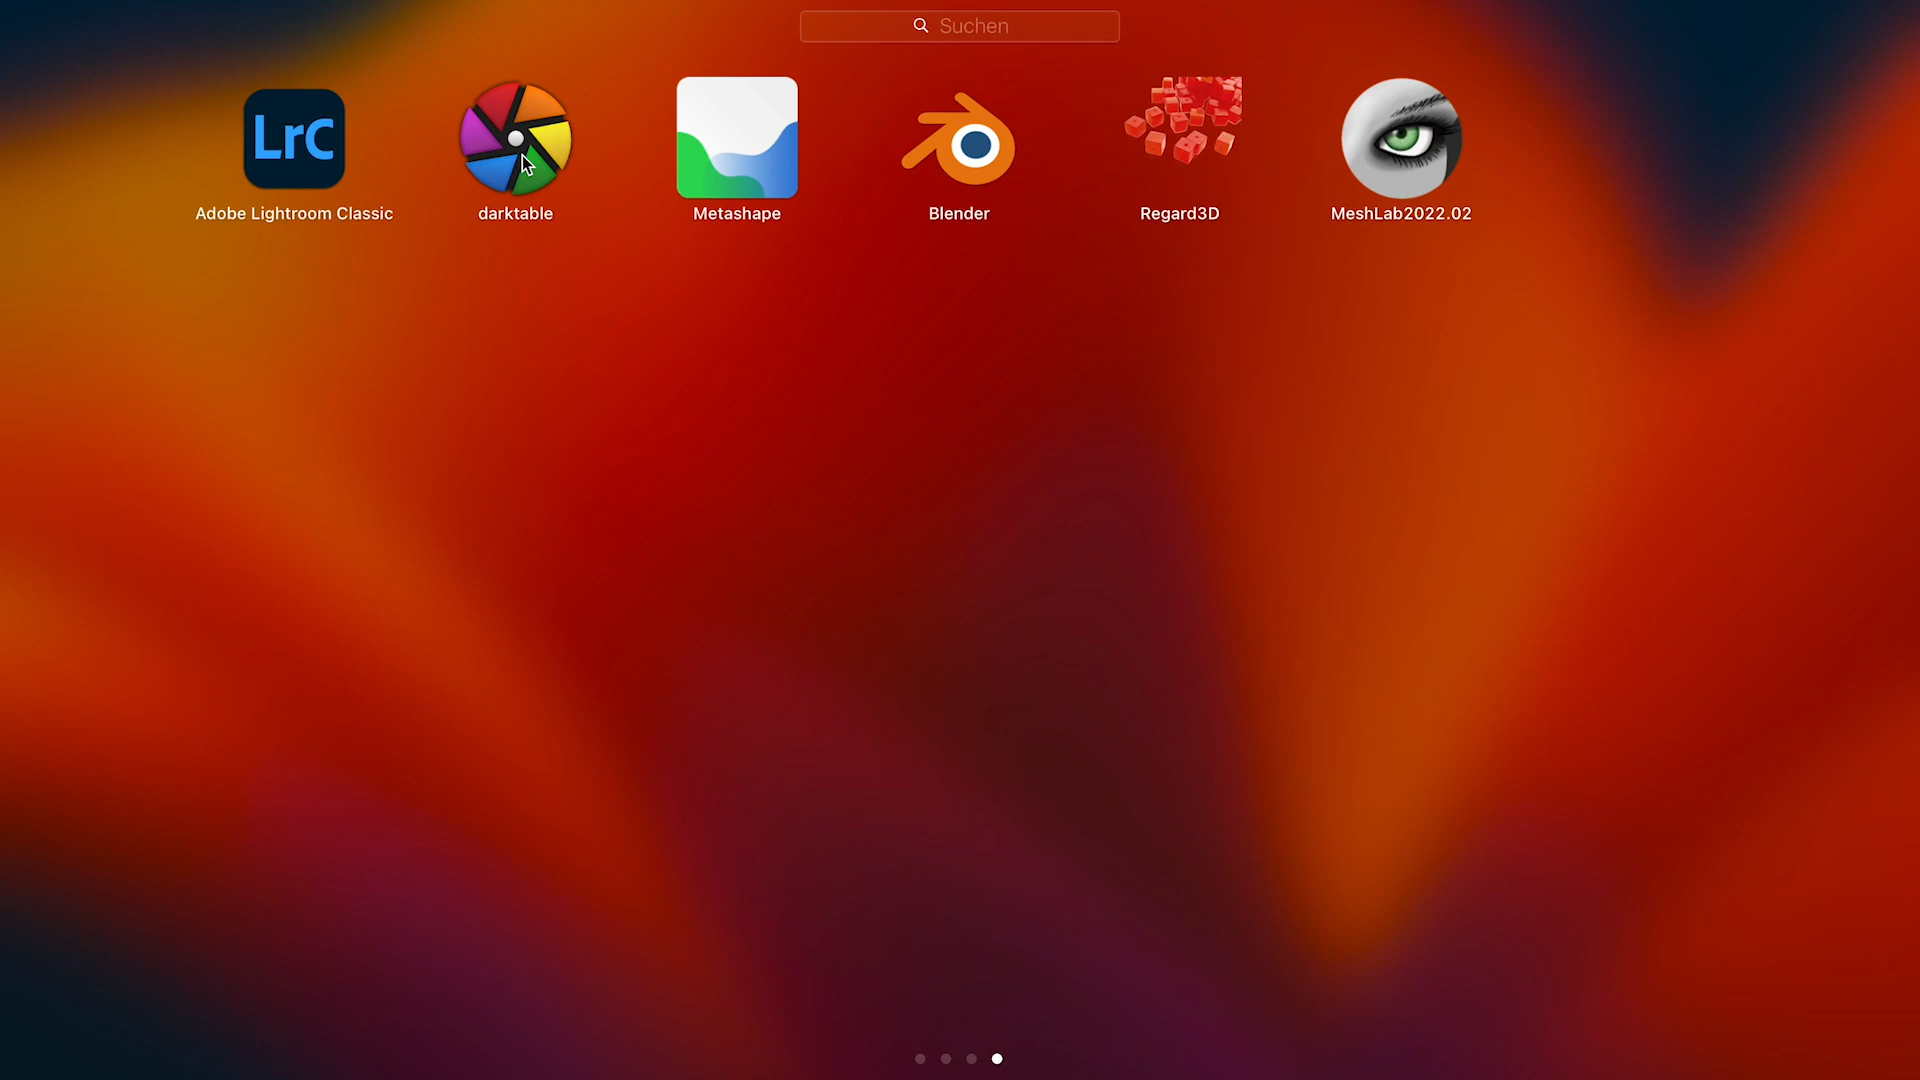 Suchen
LrC
Adobe Lightroom Classic
darktable
Metashape
Blender
Regard3D
MeshLab2022.02